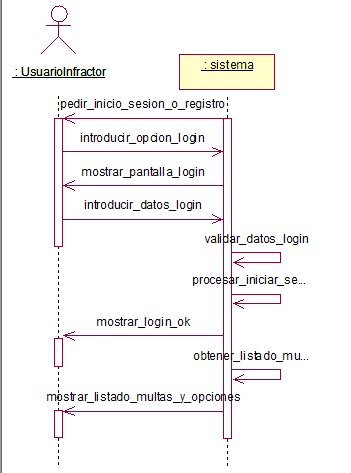 : UsuarioInfractor
: sistema
pedir_inicio_sesion_o_registro
introducir_opcion_login
mostrar_pantalla_login
introducir_datos_login
validar_datos_login
procesar_iniciar_se...
mostrar_login_ok
obtener_listado_mu...
mostrar_listado_multas_y_opciones